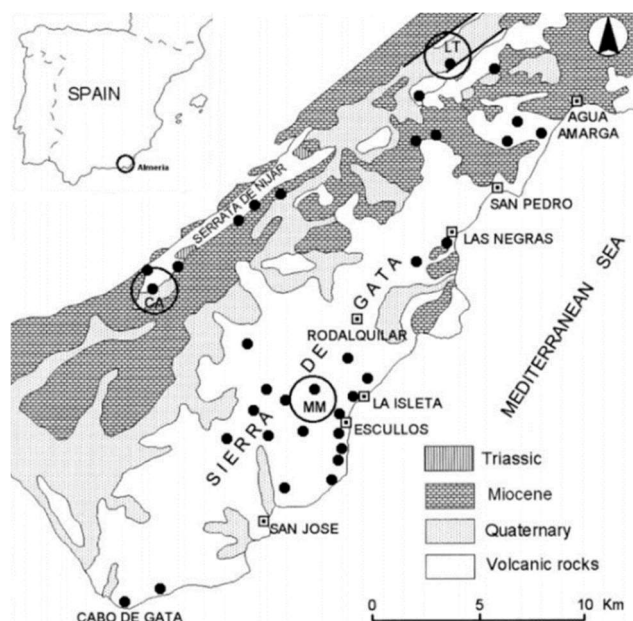 SPAIN
Almeria
LT
AGUA
AMARGA
SAN PEDRO
SERRATA DE NIJAR
LAS NEGRAS
CA
SIERRA DE GATA
RODALQUILAR
MEDITERRANEAN SEA
MM
LA ISLETA
ESCULLOS
Triassic
Miocene
Quaternary
Volcanic rocks
SAN JOSE
CABO DE GATA
0 5 10 Km